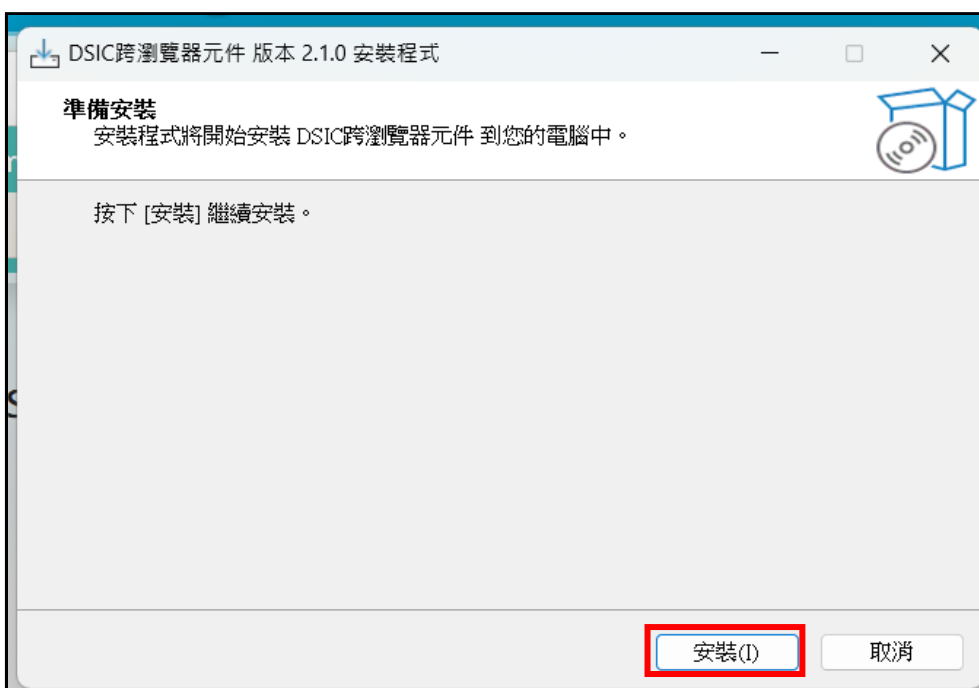 DSIC跨瀏覽器元件 版本 2.1.0 安裝程式
準備安裝
安裝程式將開始安裝 DSIC跨瀏覽器元件 到您的電腦中。
按下 [安裝] 繼續安裝。
安裝(I)
取消